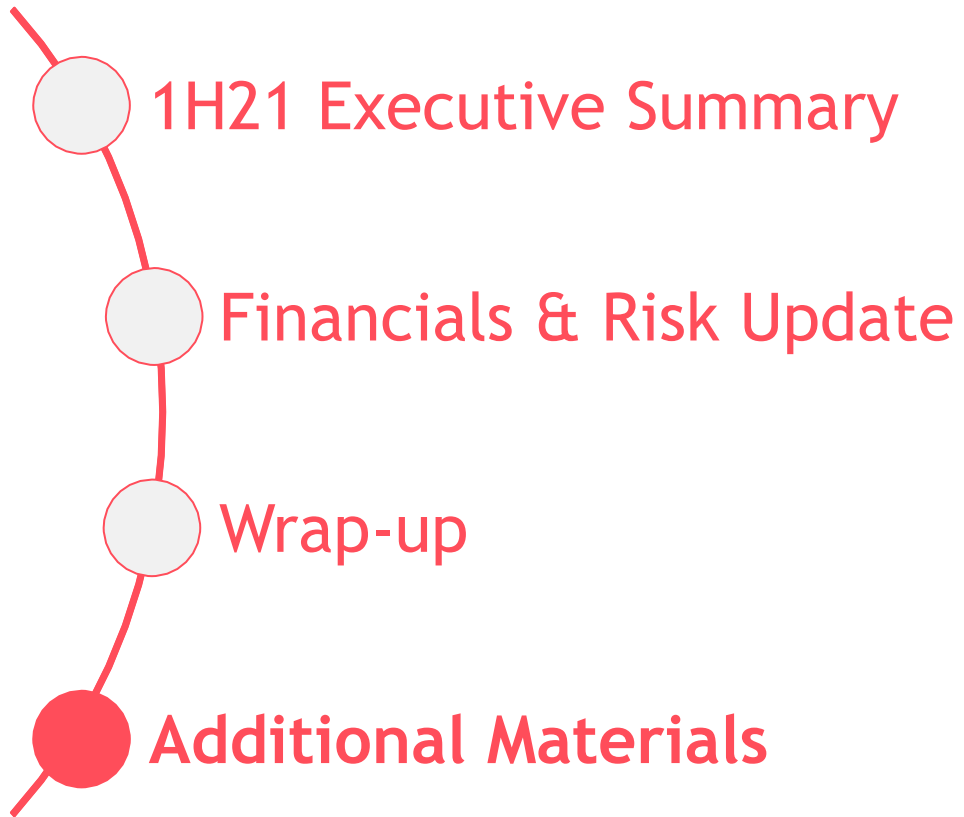 1H21 Executive Summary
Financials & Risk Update
Wrap-up
Additional Materials